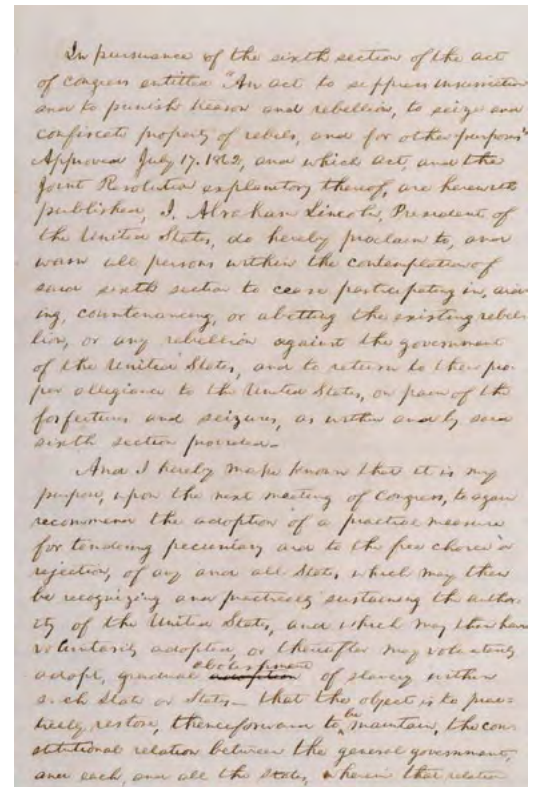 In pursuance of the sixth section of the act
of congress entitled "An act to suppress insurrection
and to punish treason and rebellion, to seize and
confiscate property of rebels, and for other purposes"
Approved July 17. 1862, and which act, and the
Joint Resolution explanatory thereof, are herewith
published, I, Abraham Lincoln, President of
the United States, do hereby proclaim to, and
warn all persons within the contemplation of
said sixth section to cease participating in, aid-
ing, countenancing, or abetting the existing rebel-
lion, or any rebellion against the government
of the United States, and to return to their pro-
per allegiance to the United States, on pain of the
forfeitures and seizures, as within and by said
sixth section provided—
And I hereby make known that it is my
purpose, upon the next meeting of Congress, to again
recommend the adoption of a practical measure
for tendering pecuniary aid to the free choice or
rejection, of any and all States, which may then
be recognizing and practically sustaining the author-
ity of the United States, and which may then have
voluntarily adopted, or thereafter may voluntarily
adopt, gradual adoption abolishment of slavery within
such State or States— that the object is to prac-
tically restore, thenceforward to be maintain, the con-
stitutional relation between the general government,
and each, and all the states, wherein that relation